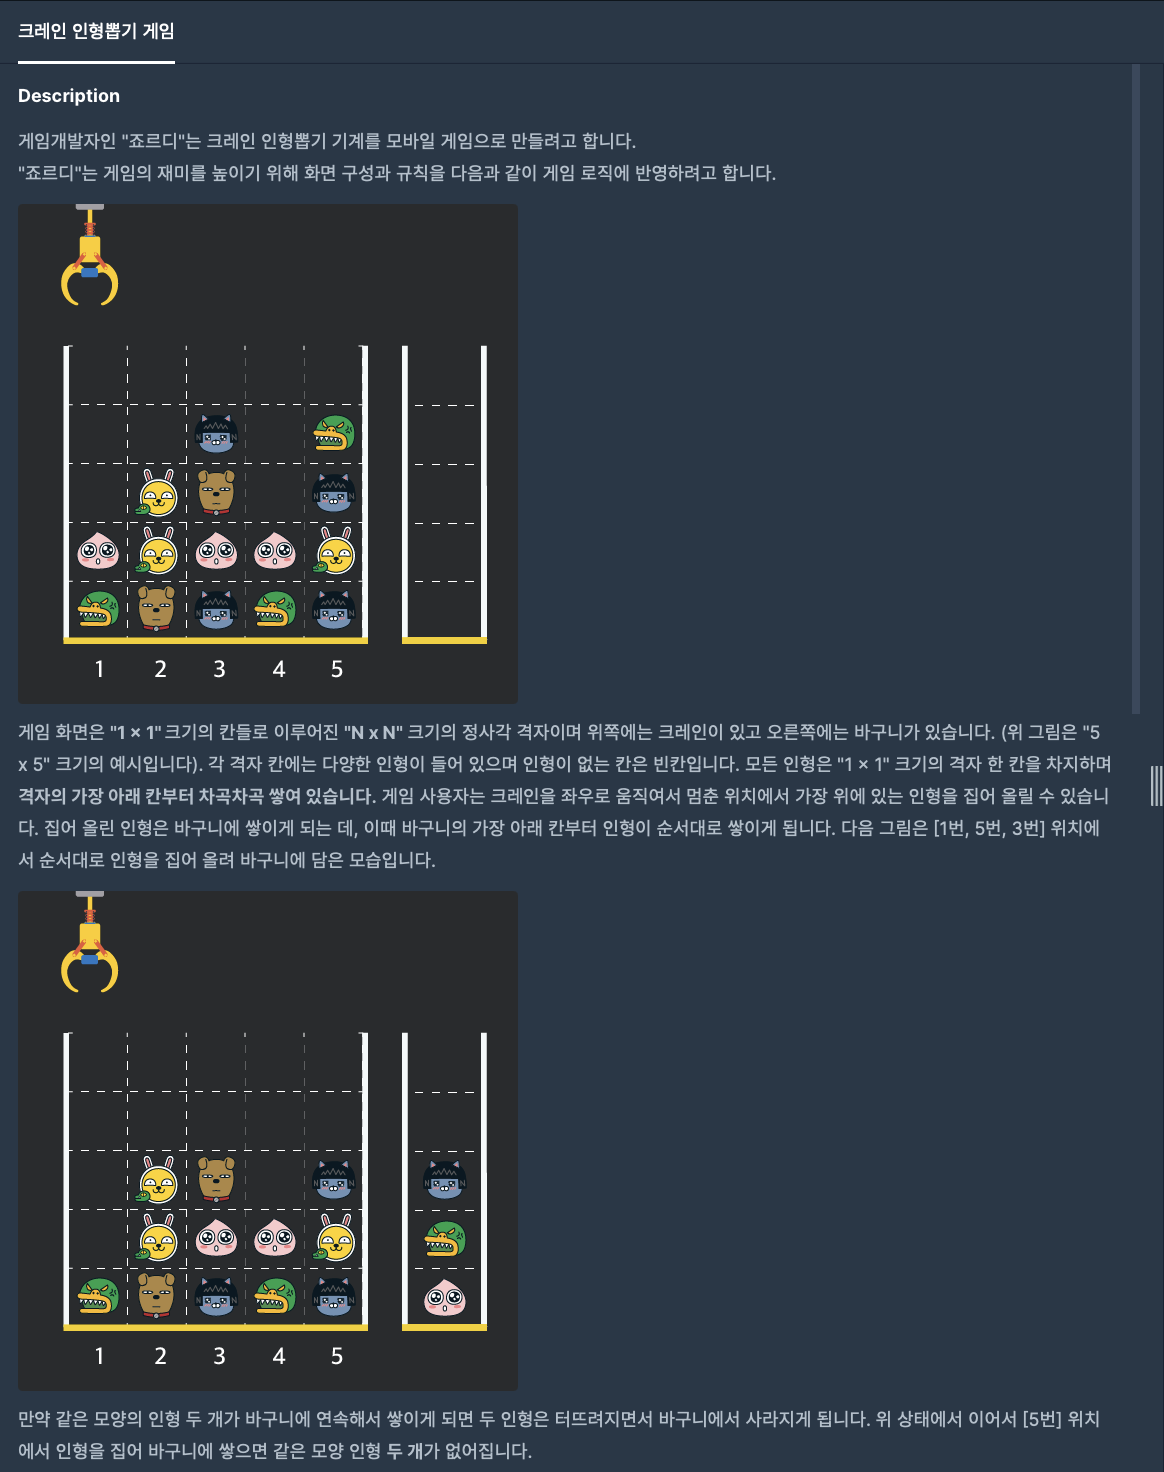 크레인 인형뽑기 게임
Description
게임개발자인 "죠르디"는 크레인 인형뽑기 기계를 모바일 게임으로 만들려고 합니다.
"죠르디"는 게임의 재미를 높이기 위해 화면 구성과 규칙을 다음과 같이 게임 로직에 반영하려고 합니다.
1 2 3 4 5
게임 화면은 "1 x 1" 크기의 칸들로 이루어진 "N x N" 크기의 정사각 격자이며 위쪽에는 크레인이 있고 오른쪽에는 바구니가 있습니다. (위 그림은 "5
x 5" 크기의 예시입니다). 각 격자 칸에는 다양한 인형이 들어 있으며 인형이 없는 칸은 빈칸입니다. 모든 인형은 "1 x 1" 크기의 격자 한 칸을 차지하며
격자의 가장 아래 칸부터 차곡차곡 쌓여 있습니다. 게임 사용자는 크레인을 좌우로 움직여서 멈춘 위치에서 가장 위에 있는 인형을 집어 올릴 수 있습니
다. 집어 올린 인형은 바구니에 쌓이게 되는 데, 이때 바구니의 가장 아래 칸부터 인형이 순서대로 쌓이게 됩니다. 다음 그림은 [1번, 5번, 3번] 위치에
서 순서대로 인형을 집어 올려 바구니에 담은 모습입니다.
1 2 3 4 5
만약 같은 모양의 인형 두 개가 바구니에 연속해서 쌓이게 되면 두 인형은 터뜨려지면서 바구니에서 사라지게 됩니다. 위 상태에서 이어서 [5번] 위치
에서 인형을 집어 바구니에 쌓으면 같은 모양 인형 두 개가 없어집니다.